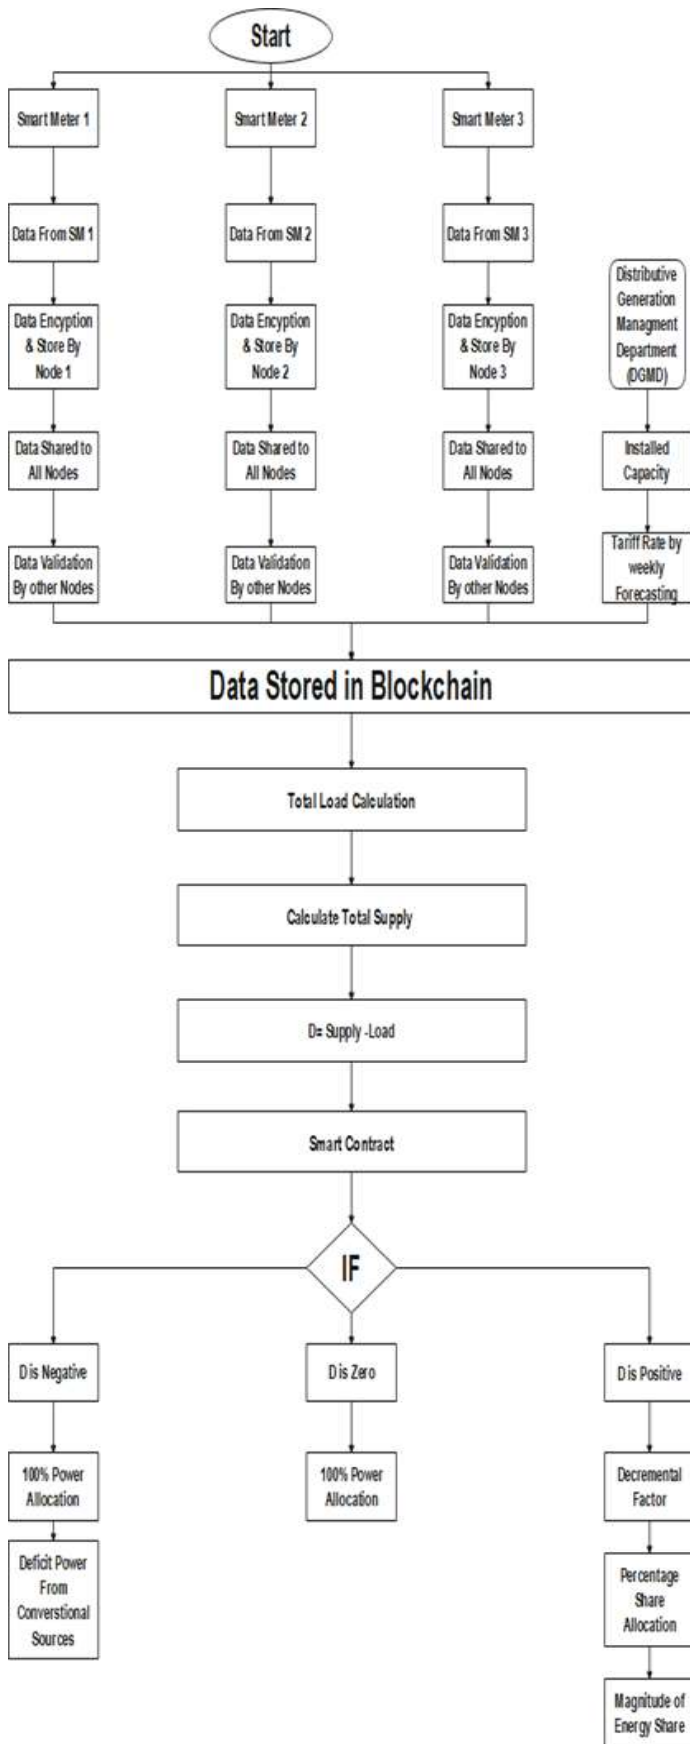 Start
Smart Meter 1
Smart Meter 2
Smart Meter 3
Data From SM 1
Data From SM 2
Data From SM 3
Distributive
Generation
Managment
Department
(DGMD)
Data Encyption
& Store By
Node 1
Data Encyption
& Store By
Node 2
Data Encyption
& Store By
Node 3
Data Shared to
All Nodes
Data Shared to
All Nodes
Data Shared to
All Nodes
Installed
Capacity
Data Validation
By other Nodes
Data Validation
By other Nodes
Data Validation
By other Nodes
Tariff Rate by
weekly
Forecasting
Data Stored in Blockchain
Total Load Calculation
Calculate Total Supply
D= Supply -Load
Smart Contract
IF
D is Negative
D is Zero
D is Positive
100% Power
Allocation
100% Power
Allocation
Decremental
Factor
Deficit Power
From
Converstional
Sources
Percentage
Share
Allocation
Magnitude of
Energy Share